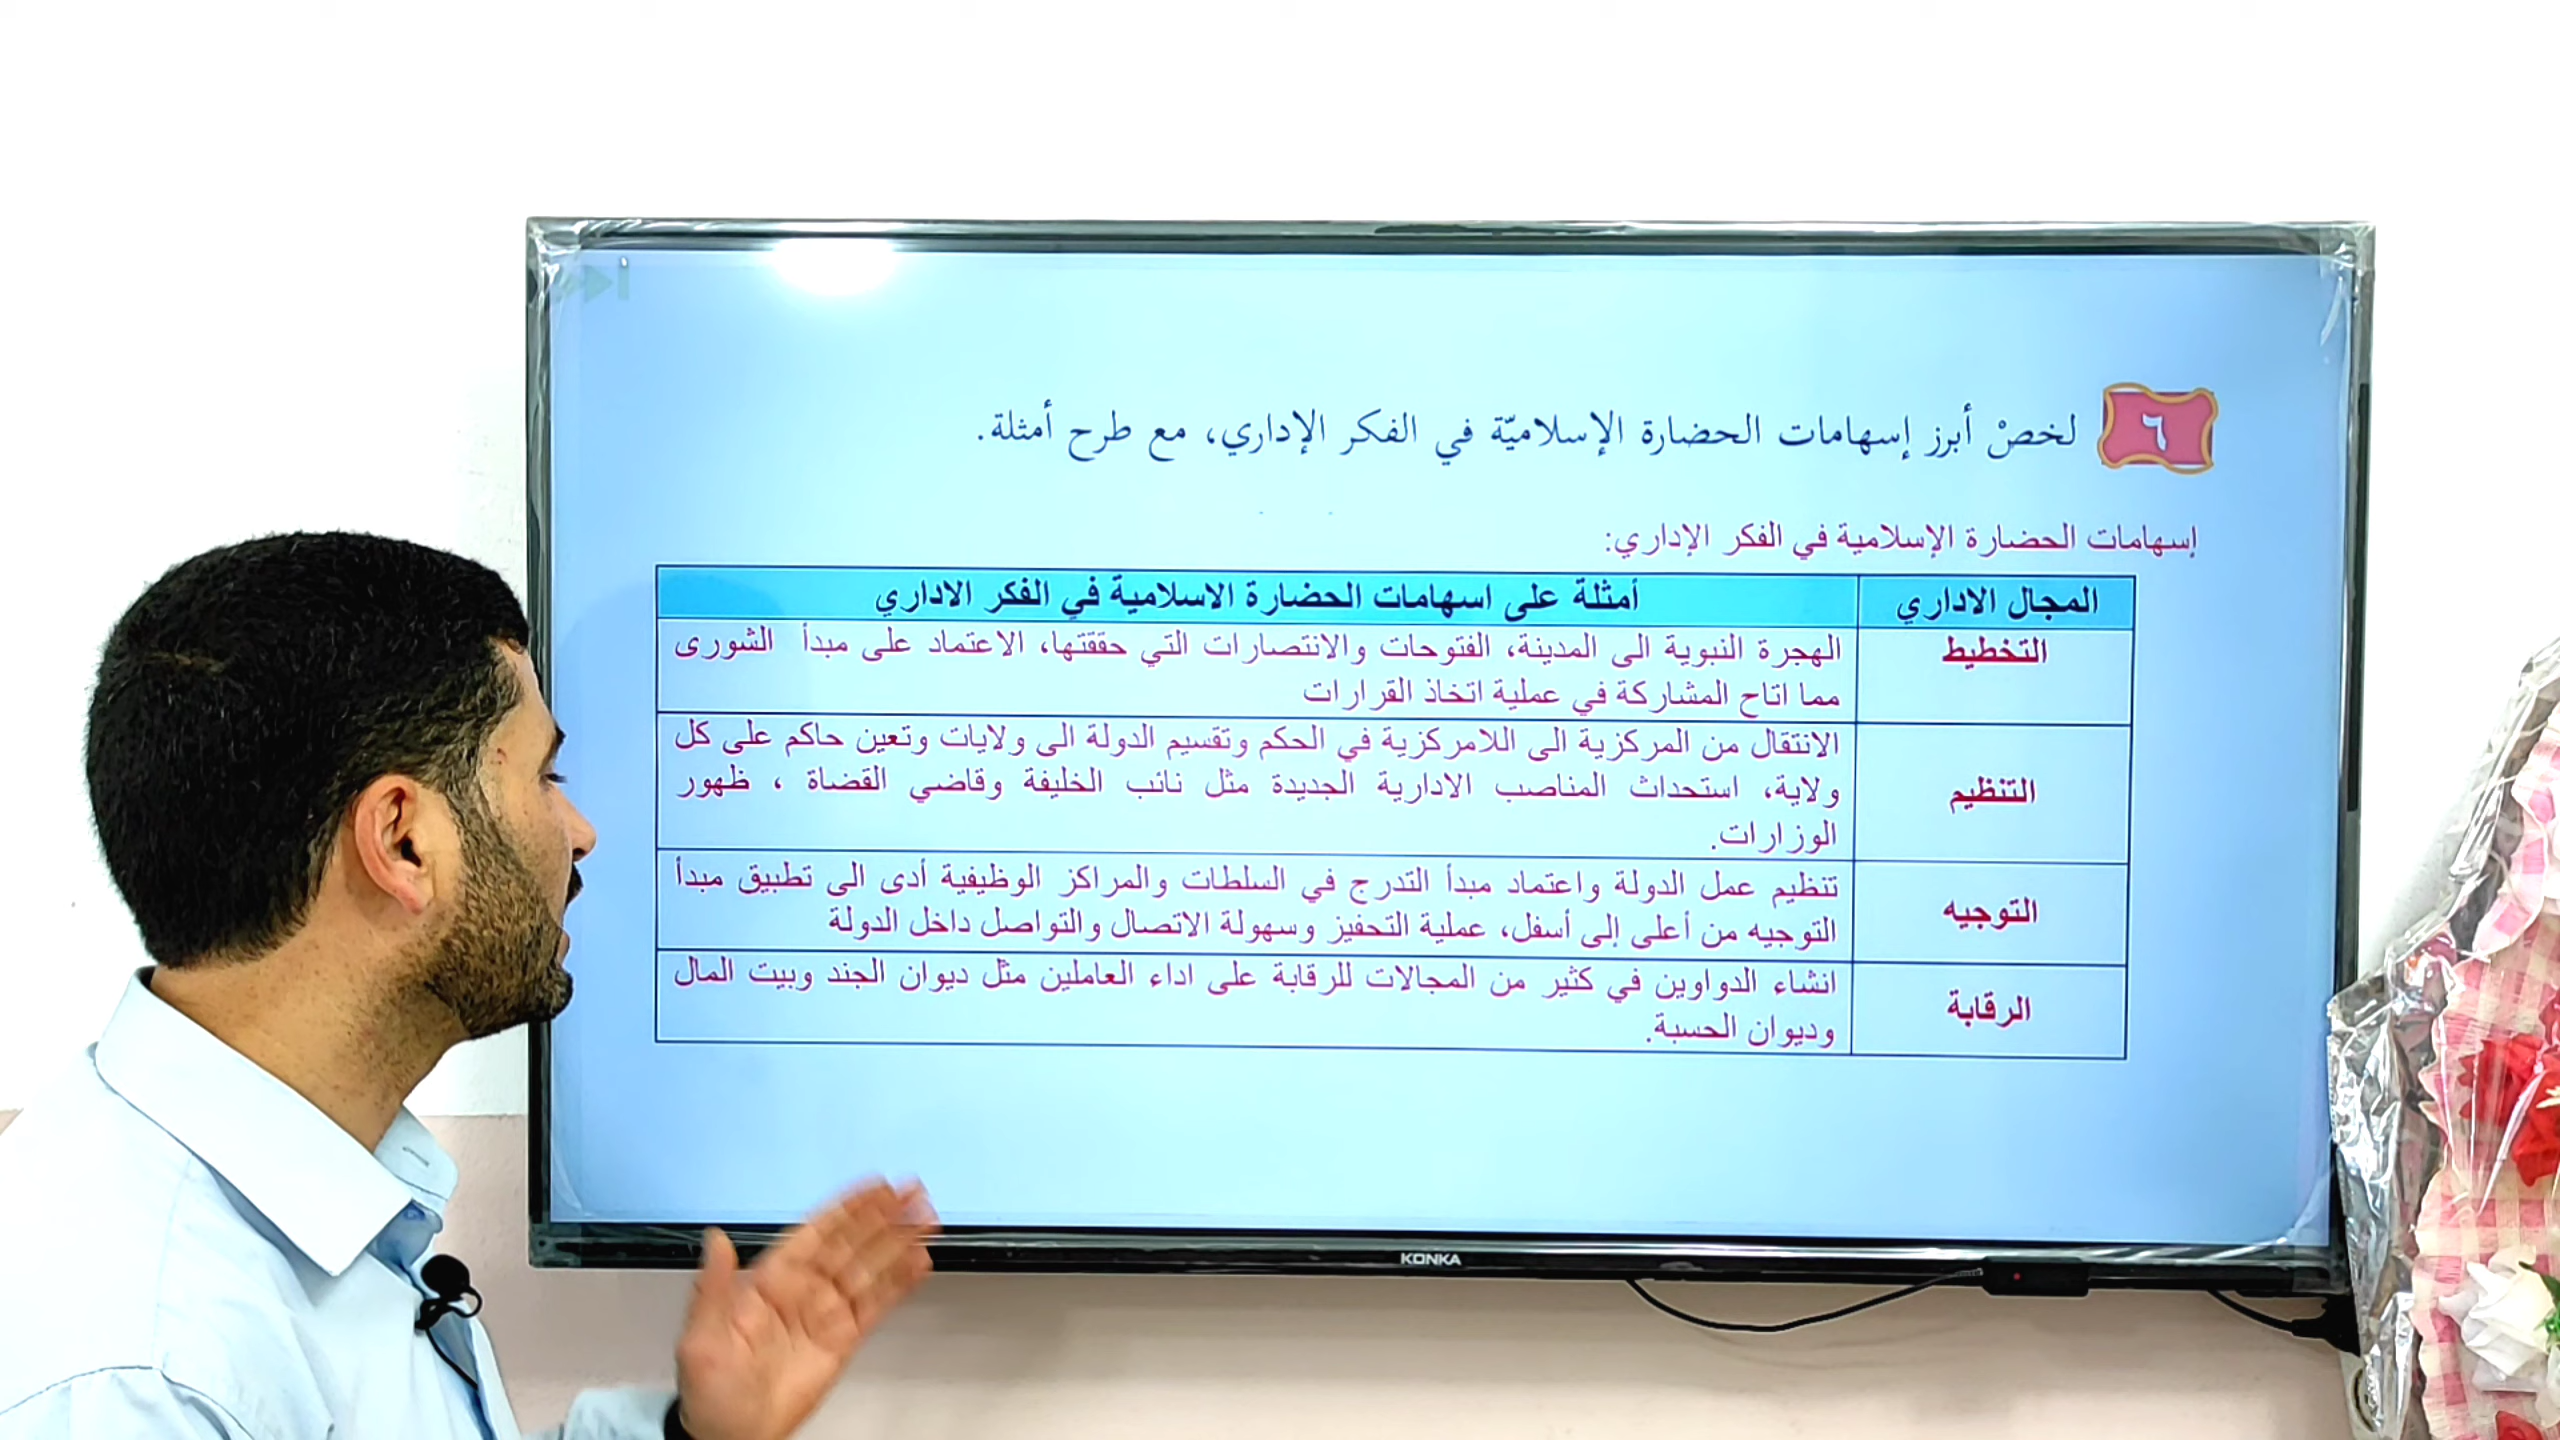 ٦ لخصْ أبرز إسهامات الحضارة الإسلاميّة في الفكر الإداري، مع طرح أمثلة.
إسهامات الحضارة الإسلامية في الفكر الإداري:
المجال الاداري
أمثلة على اسهامات الحضارة الاسلامية في الفكر الاداري
التخطيط
الهجرة النبوية الى المدينة، الفتوحات والانتصارات التي حققتها، الاعتماد على مبدأ الشورى
مما اتاح المشاركة في عملية اتخاذ القرارات
التنظيم
الانتقال من المركزية الى اللامركزية في الحكم وتقسيم الدولة الى ولايات وتعين حاكم على كل
ولاية، استحداث المناصب الادارية الجديدة مثل نائب الخليفة وقاضي القضاة ، ظهور
الوزارات.
التوجيه
تنظيم عمل الدولة واعتماد مبدأ التدرج في السلطات والمراكز الوظيفية أدى الى تطبيق مبدأ
التوجيه من أعلى إلى أسفل، عملية التحفيز وسهولة الاتصال والتواصل داخل الدولة
الرقابة
انشاء الدواوين في كثير من المجالات للرقابة على اداء العاملين مثل ديوان الجند وبيت المال
وديوان الحسبة.
KONKA